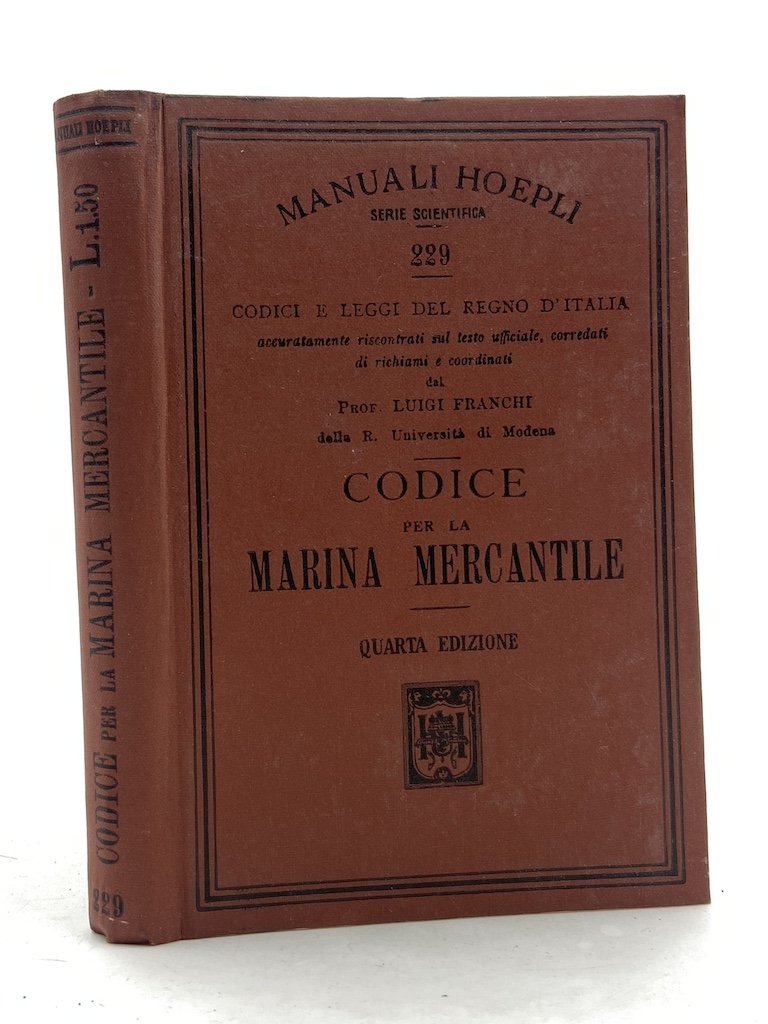 MANUALI HOEPLI
SERIE SCIENTIFICA
229
CODICI E LEGGI DEL REGNO D'ITALIA
accuratamente riscontrati sul testo ufficiale, corredati
di richiami e coordinati
dal
PROF. LUIGI FRANCHI
della R. Università di Modena
CODICE
PER LA
MARINA MERCANTILE
QUARTA EDIZIONE
MANUALI HOEPLI
CODICE PER LA MARINA MERCANTILE - L.1.50
229